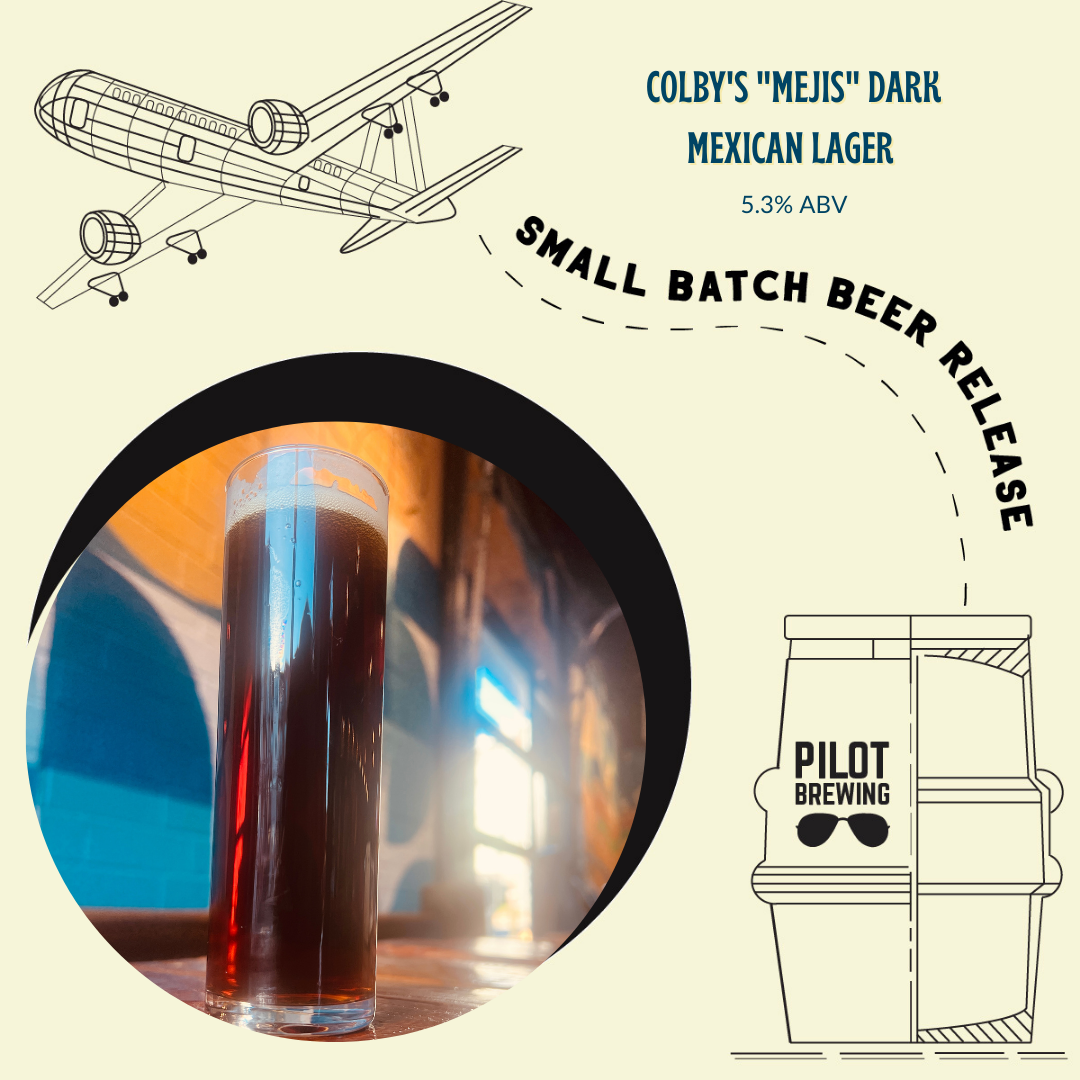 COLBY'S "MEJIS" DARK
MEXICAN LAGER
5.3% ABV
SMALL BATCH BEER RELEASE
PILOT
BREWING